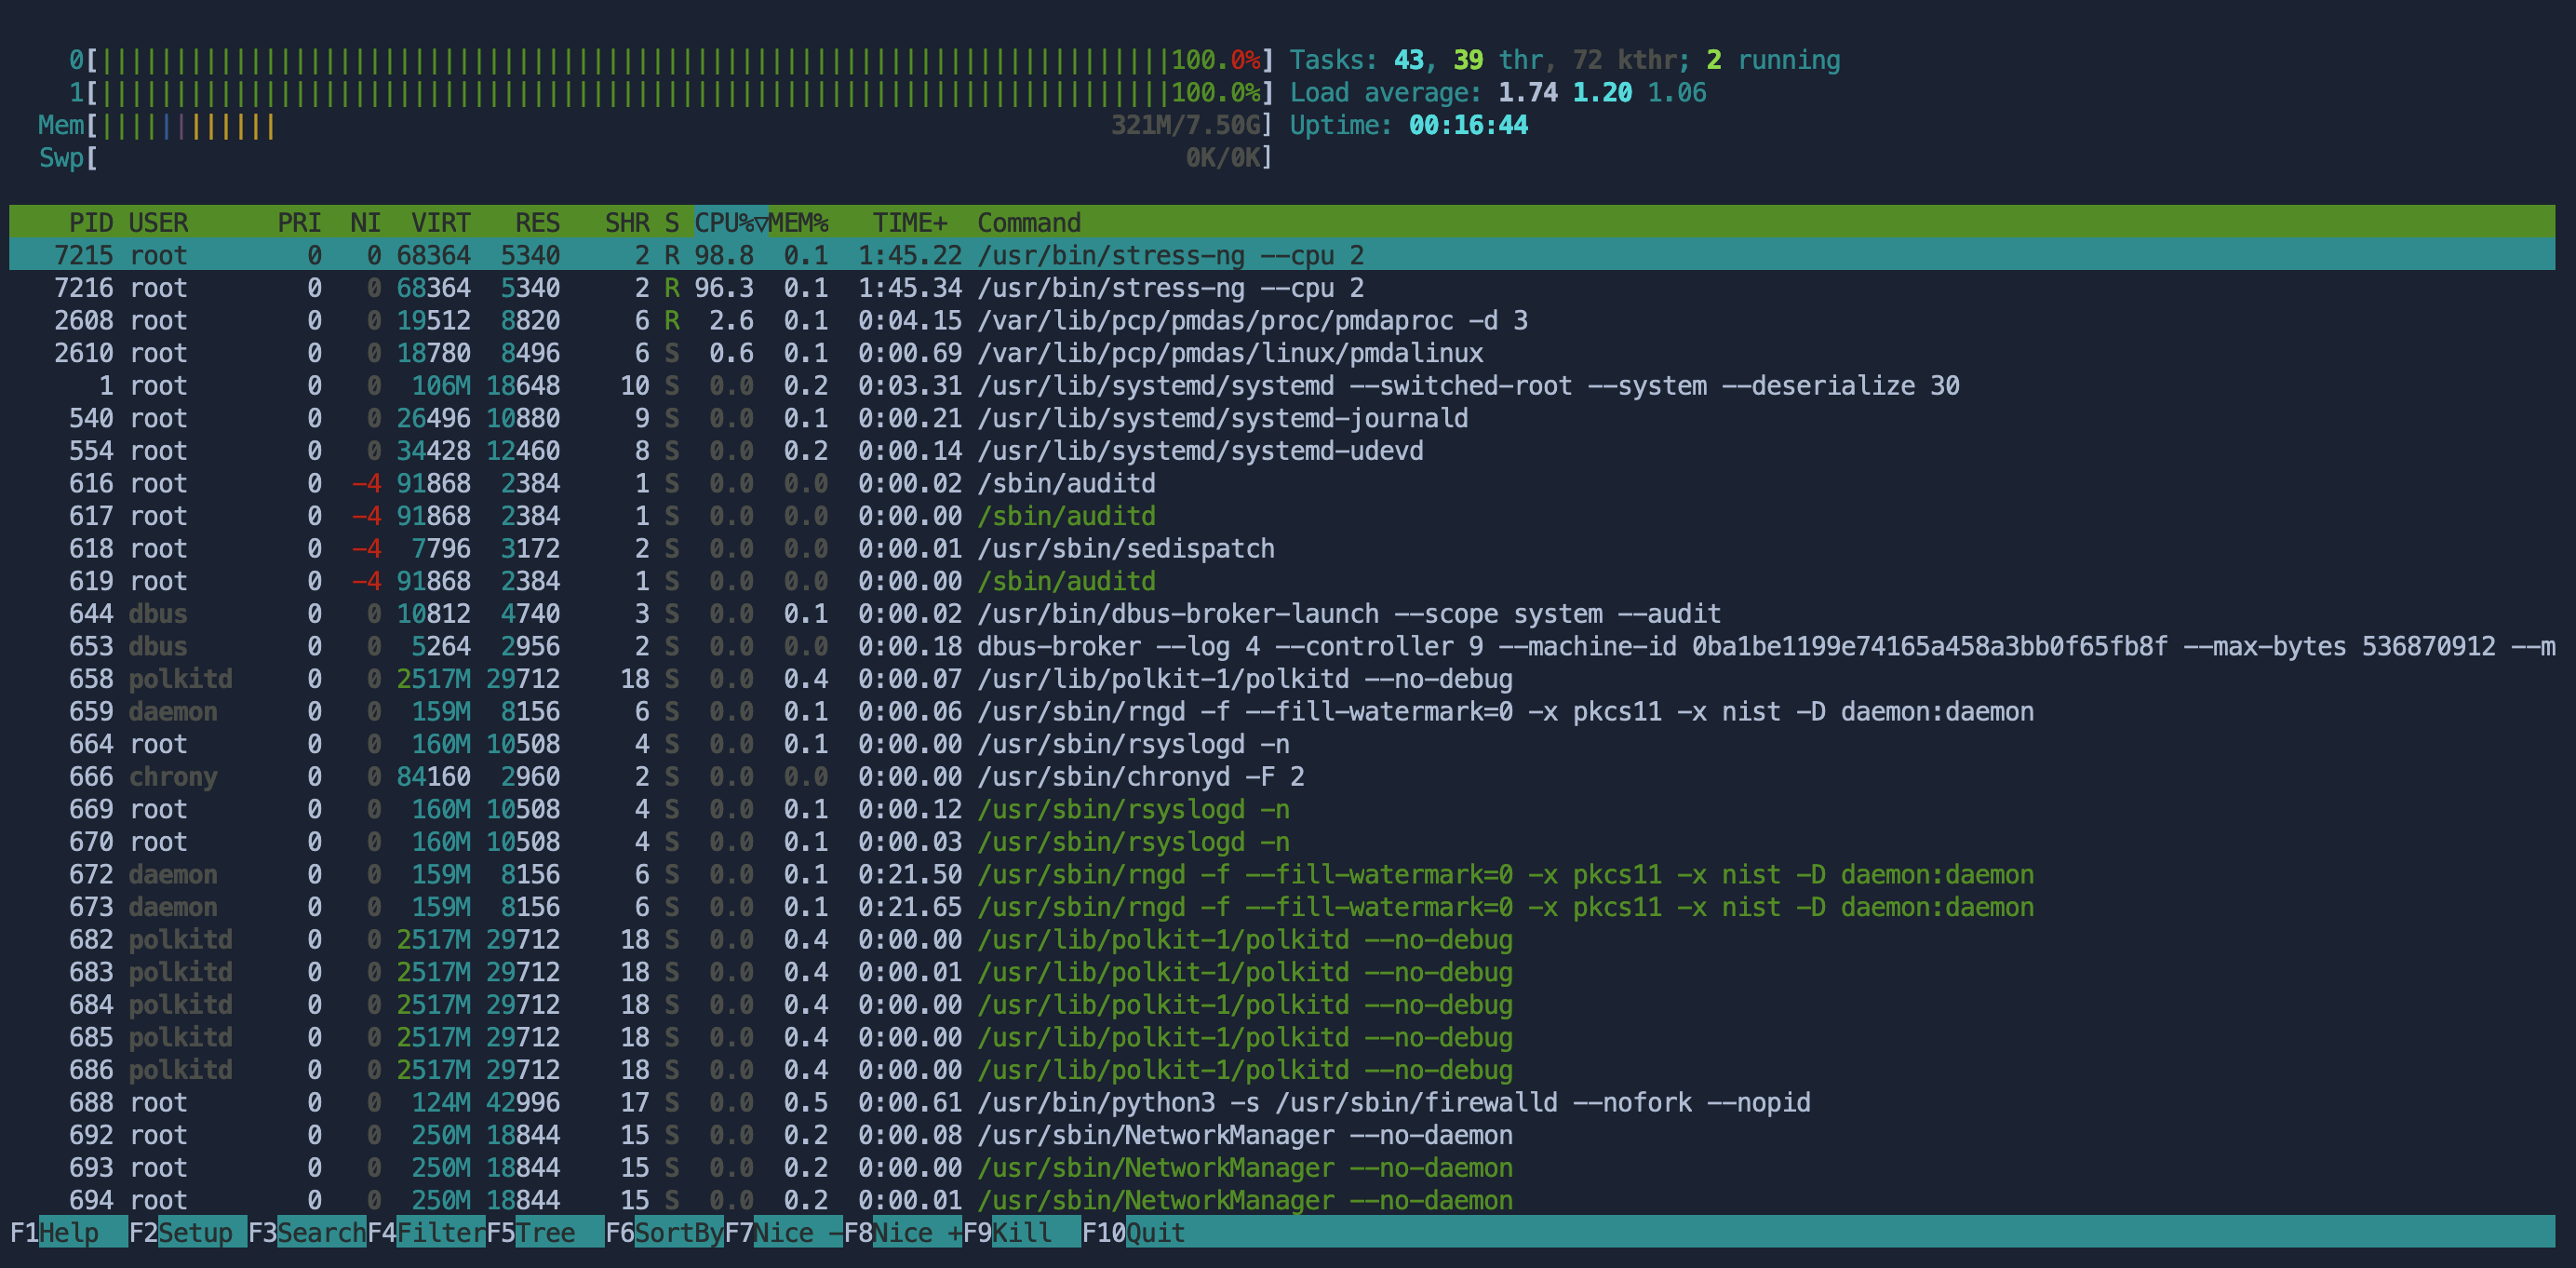 0[||||||||||||||||||||||||||||||||||||||||||||||||||||||||||||||||||||||||100.0%] Tasks: 43, 39 thr, 72 kthr; 2 running
1[||||||||||||||||||||||||||||||||||||||||||||||||||||||||||||||||||||||||100.0%] Load average: 1.74 1.20 1.06
Mem[|||||||||||| 321M/7.50G] Uptime: 00:16:44
Swp[ 0K/0K]
PID USER PRI NI VIRT RES SHR S CPU%▽MEM% TIME+ Command
7215 root 0 0 68364 5340 2 R 98.8 0.1 1:45.22 /usr/bin/stress-ng --cpu 2
7216 root 0 0 68364 5340 2 R 96.3 0.1 1:45.34 /usr/bin/stress-ng --cpu 2
2608 root 0 0 19512 8820 6 R 2.6 0.1 0:04.15 /var/lib/pcp/pmdas/proc/pmdaproc -d 3
2610 root 0 0 18780 8496 6 S 0.6 0.1 0:00.69 /var/lib/pcp/pmdas/linux/pmdalinux
1 root 0 0 106M 18648 10 S 0.0 0.2 0:03.31 /usr/lib/systemd/systemd --switched-root --system --deserialize 30
540 root 0 0 26496 10880 9 S 0.0 0.1 0:00.21 /usr/lib/systemd/systemd-journald
554 root 0 0 34428 12460 8 S 0.0 0.2 0:00.14 /usr/lib/systemd/systemd-udevd
616 root 0 -4 91868 2384 1 S 0.0 0.0 0:00.02 /sbin/auditd
617 root 0 -4 91868 2384 1 S 0.0 0.0 0:00.00 /sbin/auditd
618 root 0 -4 7796 3172 2 S 0.0 0.0 0:00.01 /usr/sbin/sedispatch
619 root 0 -4 91868 2384 1 S 0.0 0.0 0:00.00 /sbin/auditd
644 dbus 0 0 10812 4740 3 S 0.0 0.1 0:00.02 /usr/bin/dbus-broker-launch --scope system --audit
653 dbus 0 0 5264 2956 2 S 0.0 0.0 0:00.18 dbus-broker --log 4 --controller 9 --machine-id 0ba1be1199e74165a458a3bb0f65fb8f --max-bytes 536870912 --m
658 polkitd 0 0 2517M 29712 18 S 0.0 0.4 0:00.07 /usr/lib/polkit-1/polkitd --no-debug
659 daemon 0 0 159M 8156 6 S 0.0 0.1 0:00.06 /usr/sbin/rngd -f --fill-watermark=0 -x pkcs11 -x nist -D daemon:daemon
664 root 0 0 160M 10508 4 S 0.0 0.1 0:00.00 /usr/sbin/rsyslogd -n
666 chrony 0 0 84160 2960 2 S 0.0 0.0 0:00.00 /usr/sbin/chronyd -F 2
669 root 0 0 160M 10508 4 S 0.0 0.1 0:00.12 /usr/sbin/rsyslogd -n
670 root 0 0 160M 10508 4 S 0.0 0.1 0:00.03 /usr/sbin/rsyslogd -n
672 daemon 0 0 159M 8156 6 S 0.0 0.1 0:21.50 /usr/sbin/rngd -f --fill-watermark=0 -x pkcs11 -x nist -D daemon:daemon
673 daemon 0 0 159M 8156 6 S 0.0 0.1 0:21.65 /usr/sbin/rngd -f --fill-watermark=0 -x pkcs11 -x nist -D daemon:daemon
682 polkitd 0 0 2517M 29712 18 S 0.0 0.4 0:00.00 /usr/lib/polkit-1/polkitd --no-debug
683 polkitd 0 0 2517M 29712 18 S 0.0 0.4 0:00.01 /usr/lib/polkit-1/polkitd --no-debug
684 polkitd 0 0 2517M 29712 18 S 0.0 0.4 0:00.00 /usr/lib/polkit-1/polkitd --no-debug
685 polkitd 0 0 2517M 29712 18 S 0.0 0.4 0:00.00 /usr/lib/polkit-1/polkitd --no-debug
686 polkitd 0 0 2517M 29712 18 S 0.0 0.4 0:00.00 /usr/lib/polkit-1/polkitd --no-debug
688 root 0 0 124M 42996 17 S 0.0 0.5 0:00.61 /usr/bin/python3 -s /usr/sbin/firewalld --nofork --nopid
692 root 0 0 250M 18844 15 S 0.0 0.2 0:00.08 /usr/sbin/NetworkManager --no-daemon
693 root 0 0 250M 18844 15 S 0.0 0.2 0:00.00 /usr/sbin/NetworkManager --no-daemon
694 root 0 0 250M 18844 15 S 0.0 0.2 0:00.01 /usr/sbin/NetworkManager --no-daemon
F1Help F2Setup F3SearchF4FilterF5Tree F6SortByF7Nice -F8Nice +F9Kill F10Quit